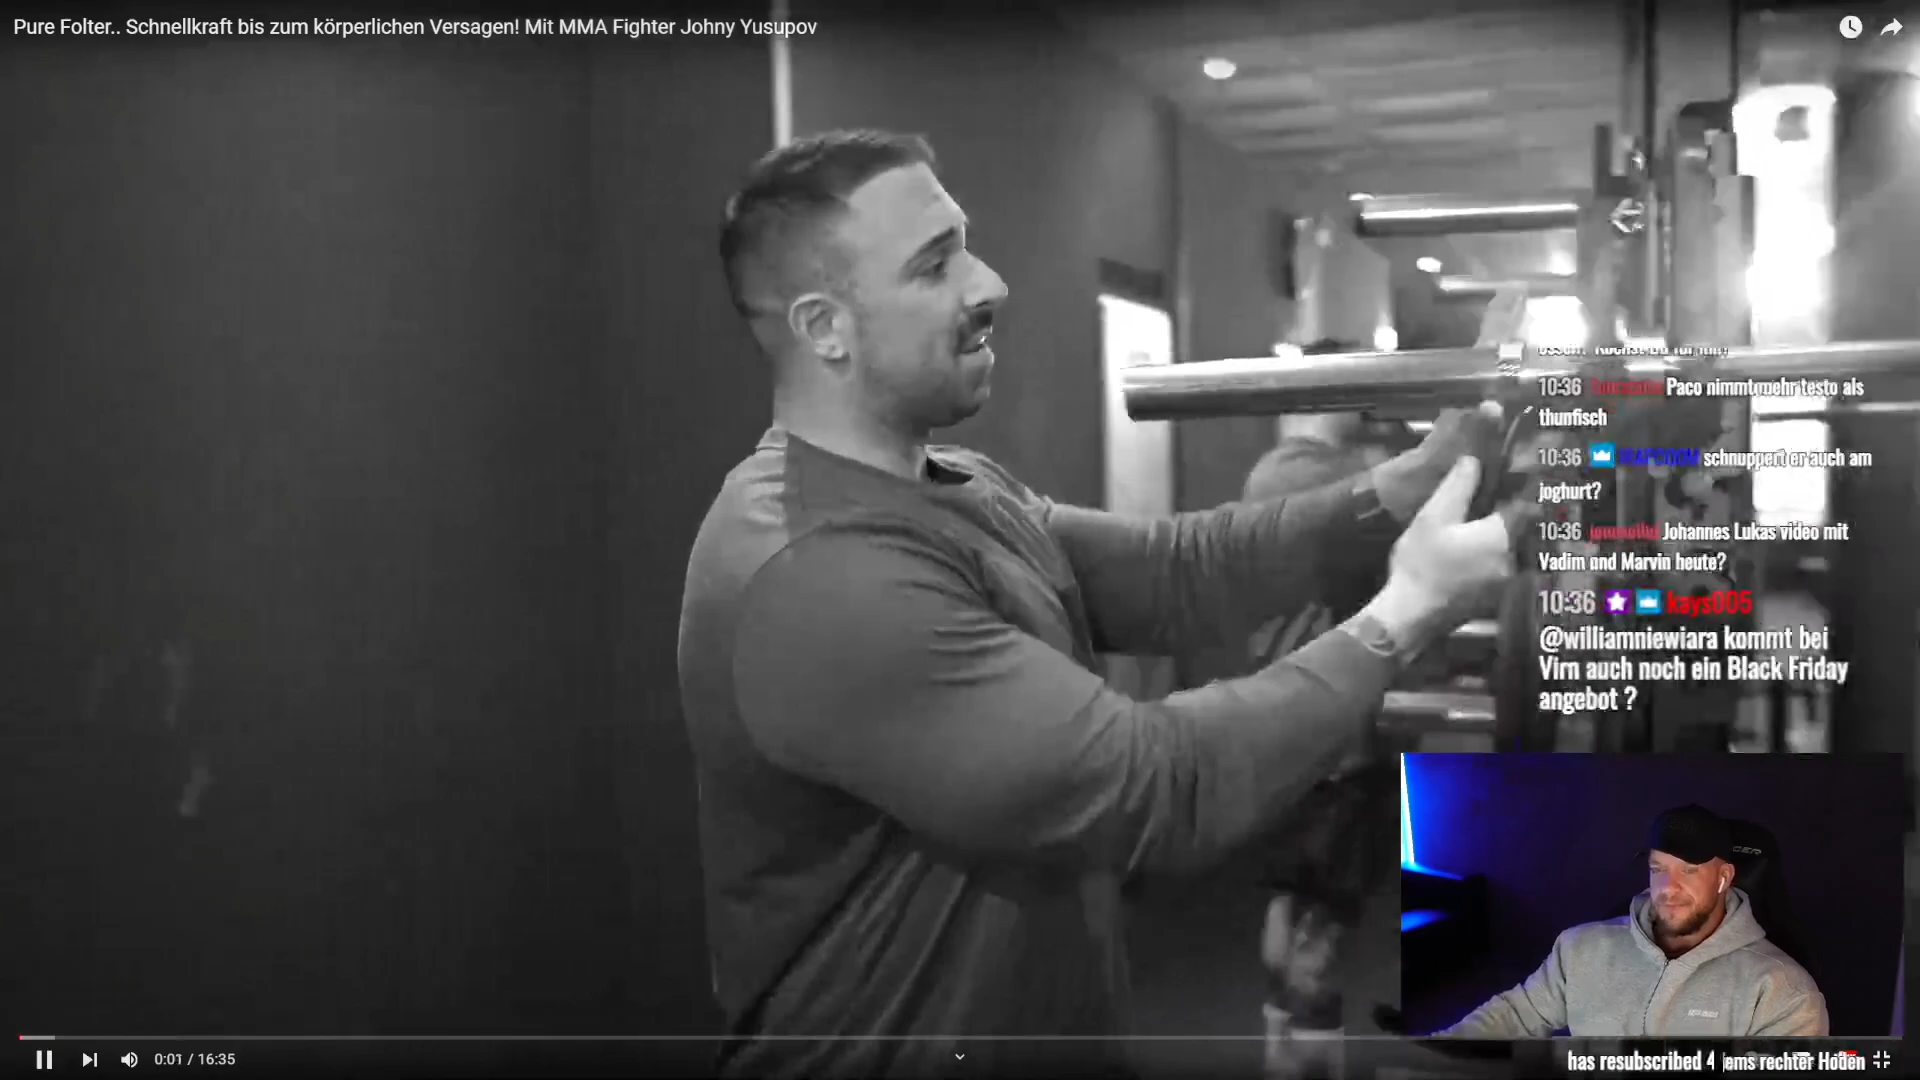 Pure Folter.. Schnellkraft bis zum körperlichen Versagen! Mit MMA Fighter Johny Yusupov
10:36 Paco nimmt mehr testo als
thunfisch
10:36 schnuppert er auch am
joghurt?
10:36 Johannes Lukas video mit
Vadim und Marvin heute?
10:36 kays005
@williamniewiara kommt bei
Virn auch noch ein Black Friday
angebot ?
CER
0:01 / 16:35
has resubscribed 4
ems rechter Hoden